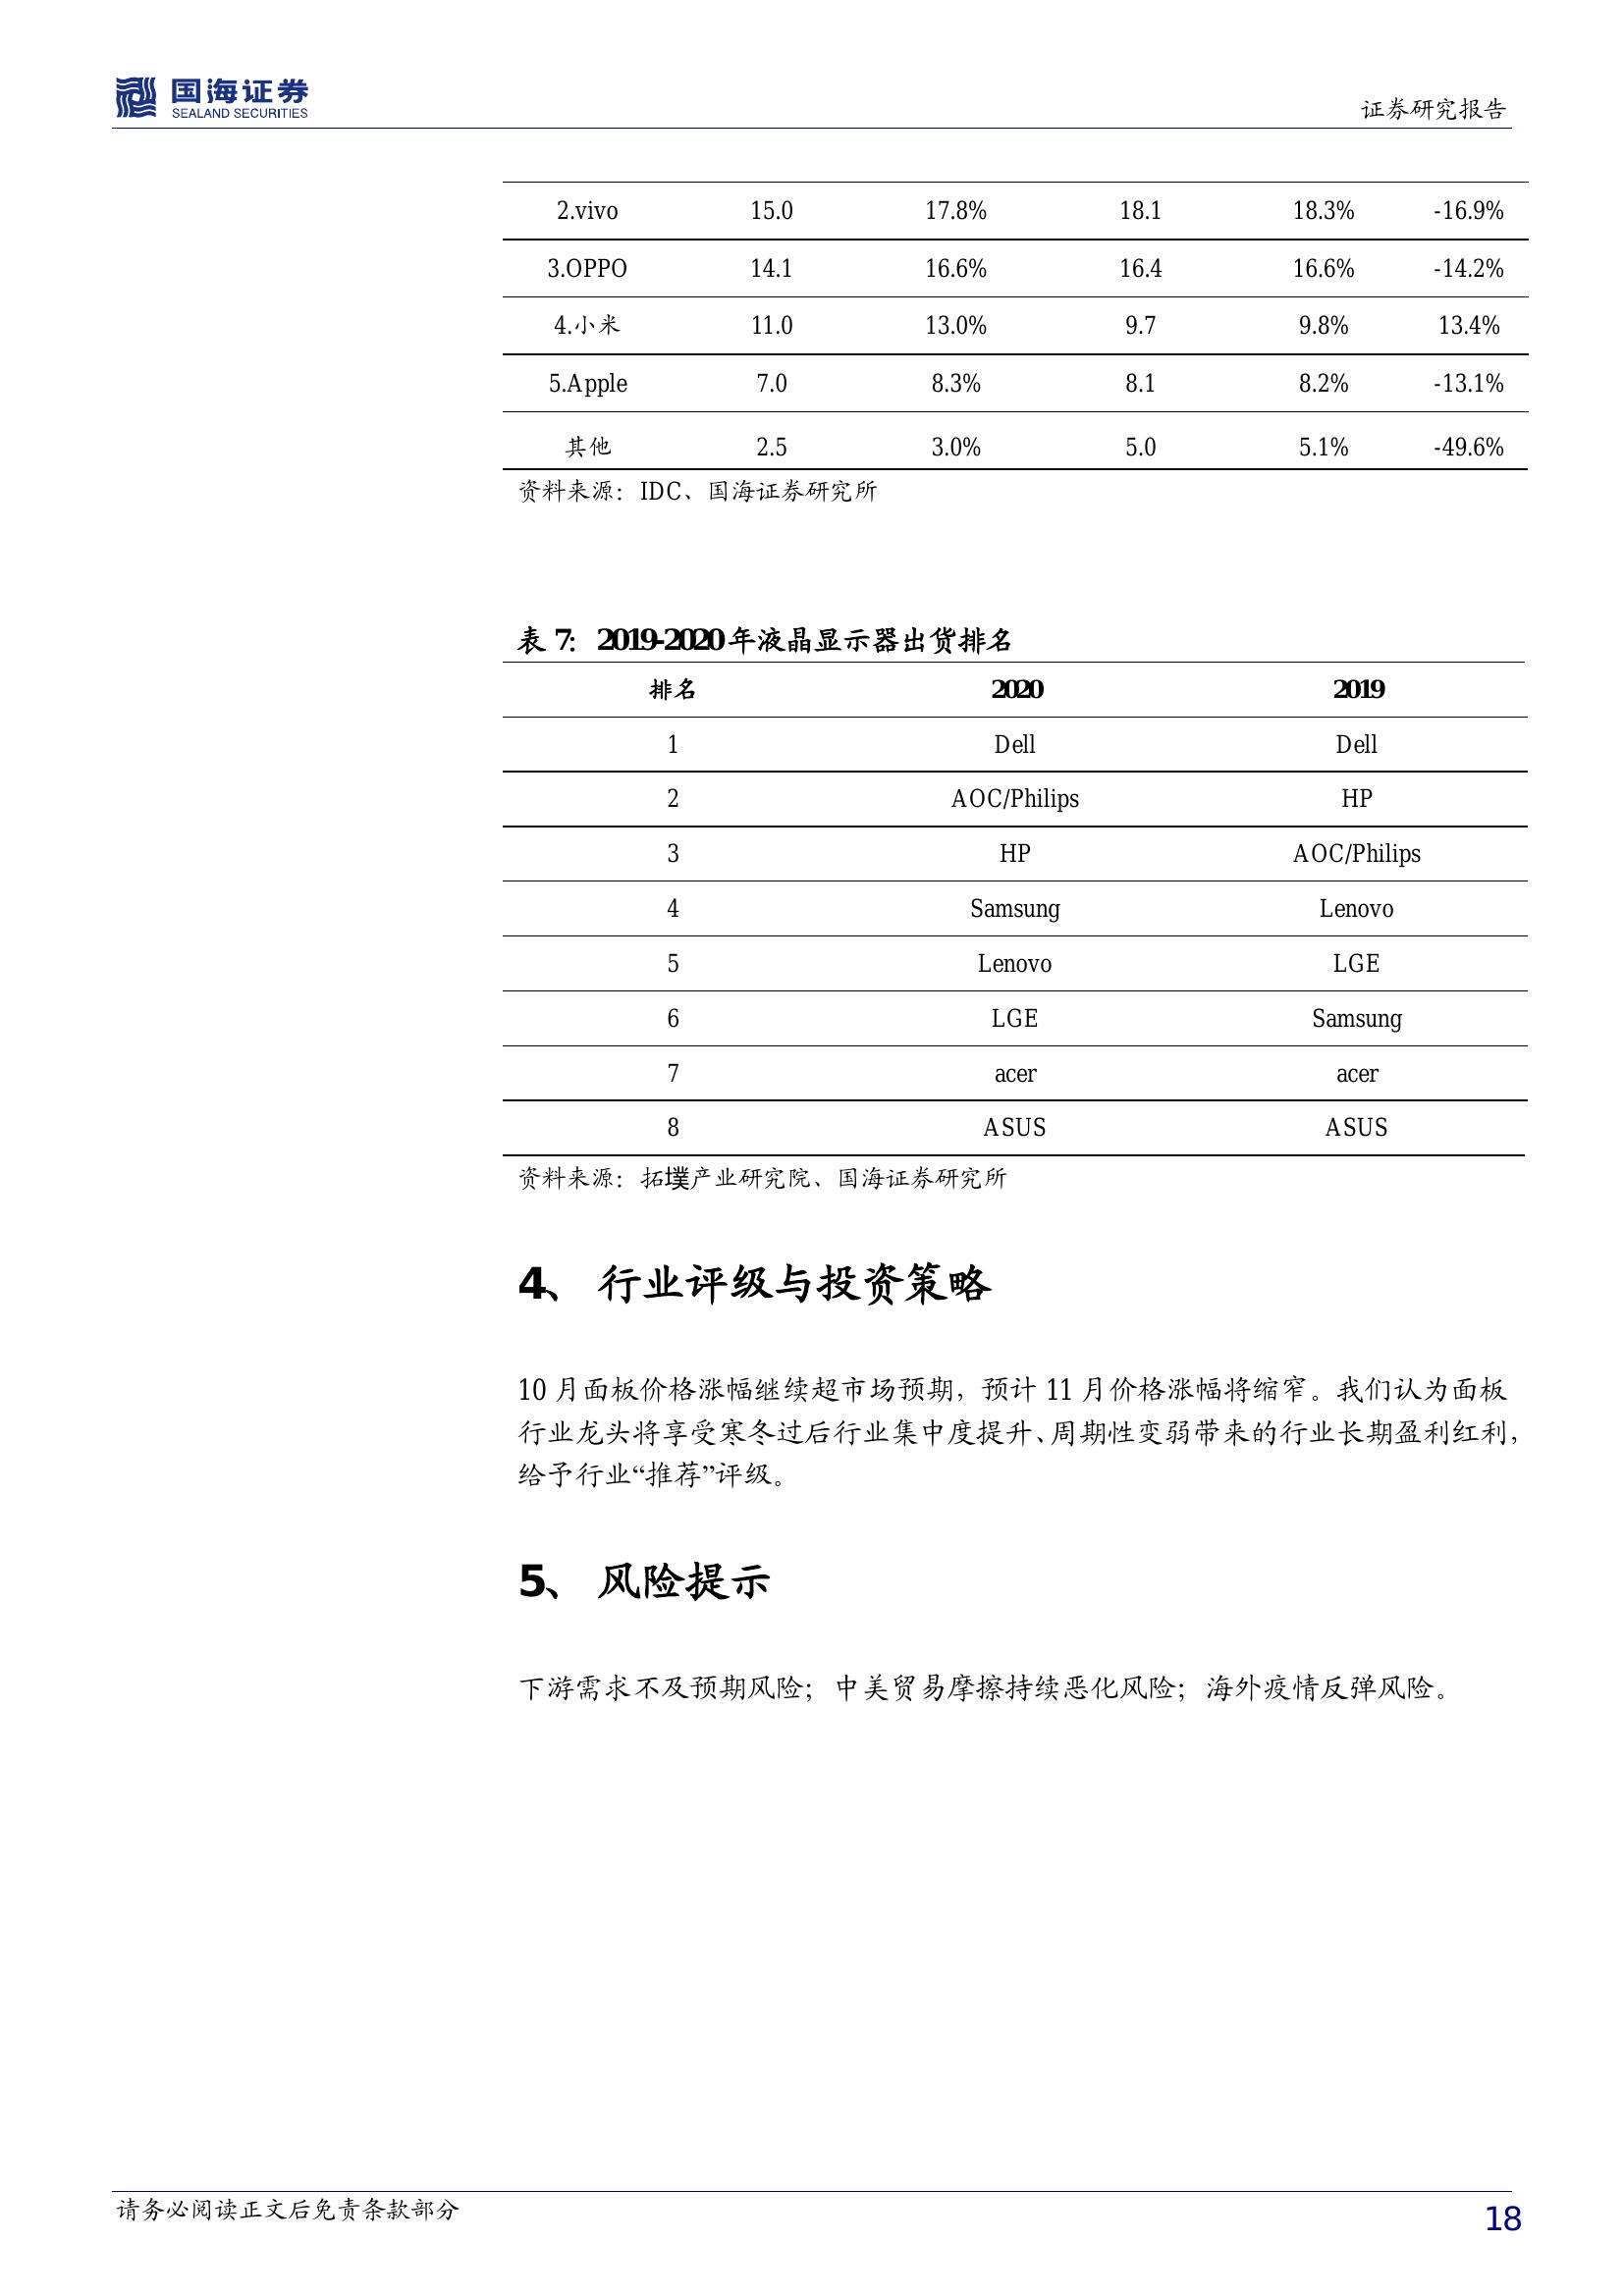 国海证券
SEALAND SECURITIES
证券研究报告
2.vivo 15.0 17.8% 18.1 18.3% -16.9%
3.OPPO 14.1 16.6% 16.4 16.6% -14.2%
4.小米 11.0 13.0% 9.7 9.8% 13.4%
5.Apple 7.0 8.3% 8.1 8.2% -13.1%
其他 2.5 3.0% 5.0 5.1% -49.6%
资料来源：IDC、国海证券研究所
表 7：2019-2020年液晶显示器出货排名
排名 2020 2019
1 Dell Dell
2 AOC/Philips HP
3 HP AOC/Philips
4 Samsung Lenovo
5 Lenovo LGE
6 LGE Samsung
7 acer acer
8 ASUS ASUS
资料来源：拓墣产业研究院、国海证券研究所
4、 行业评级与投资策略
10 月面板价格涨幅继续超市场预期，预计 11 月价格涨幅将缩窄。我们认为面板
行业龙头将享受寒冬过后行业集中度提升、周期性变弱带来的行业长期盈利红利，
给予行业“推荐”评级。
5、 风险提示
下游需求不及预期风险；中美贸易摩擦持续恶化风险；海外疫情反弹风险。
请务必阅读正文后免责条款部分
18